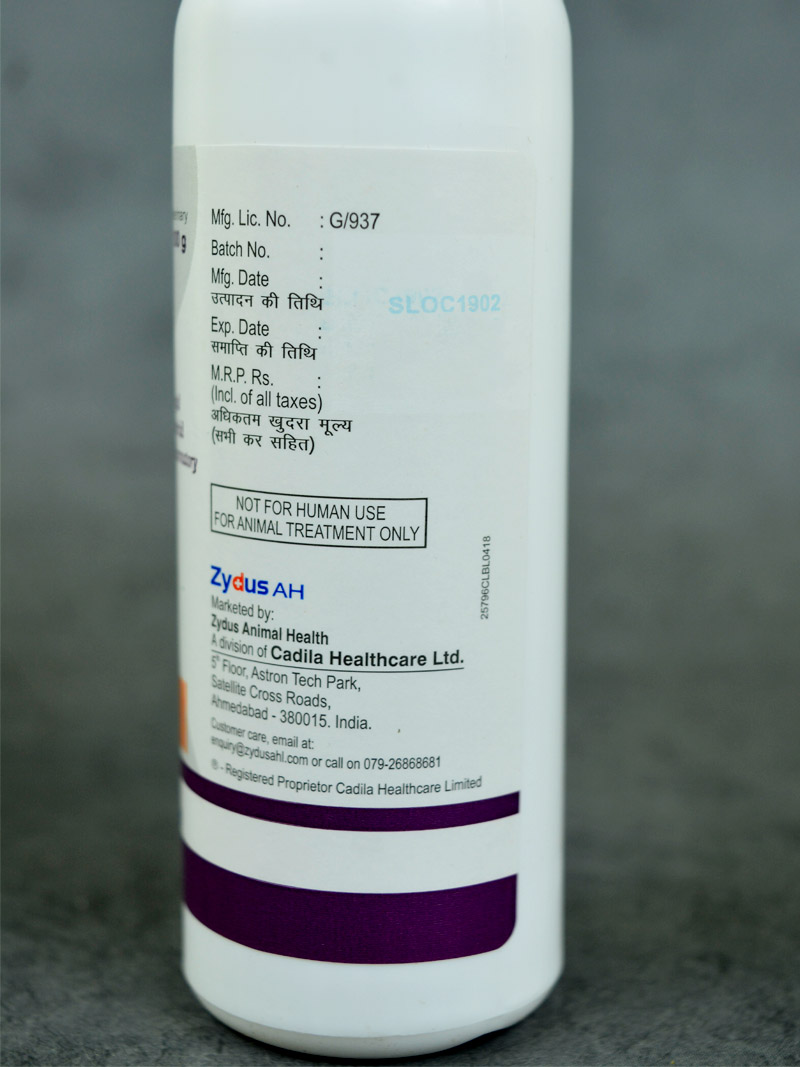 Mfg. Lic. No. : G/937
Batch No. :
Mfg. Date :
उत्पादन की तिथि
SLOC1902
Exp. Date :
समाप्ति की तिथि
M.R.P. Rs. :
(Incl. of all taxes)
अधिकतम खुदरा मूल्य
(सभी कर सहित)
NOT FOR HUMAN USE
FOR ANIMAL TREATMENT ONLY
25796CLBL0418
Zydus AH
Marketed by:
Zydus Animal Health
A division of Cadila Healthcare Ltd.
5th Floor, Astron Tech Park,
Satellite Cross Roads,
Ahmedabad - 380015. India.
Customer care, email at:
enquiry@zydusahl.com or call on 079-26868681
® - Registered Proprietor Cadila Healthcare Limited